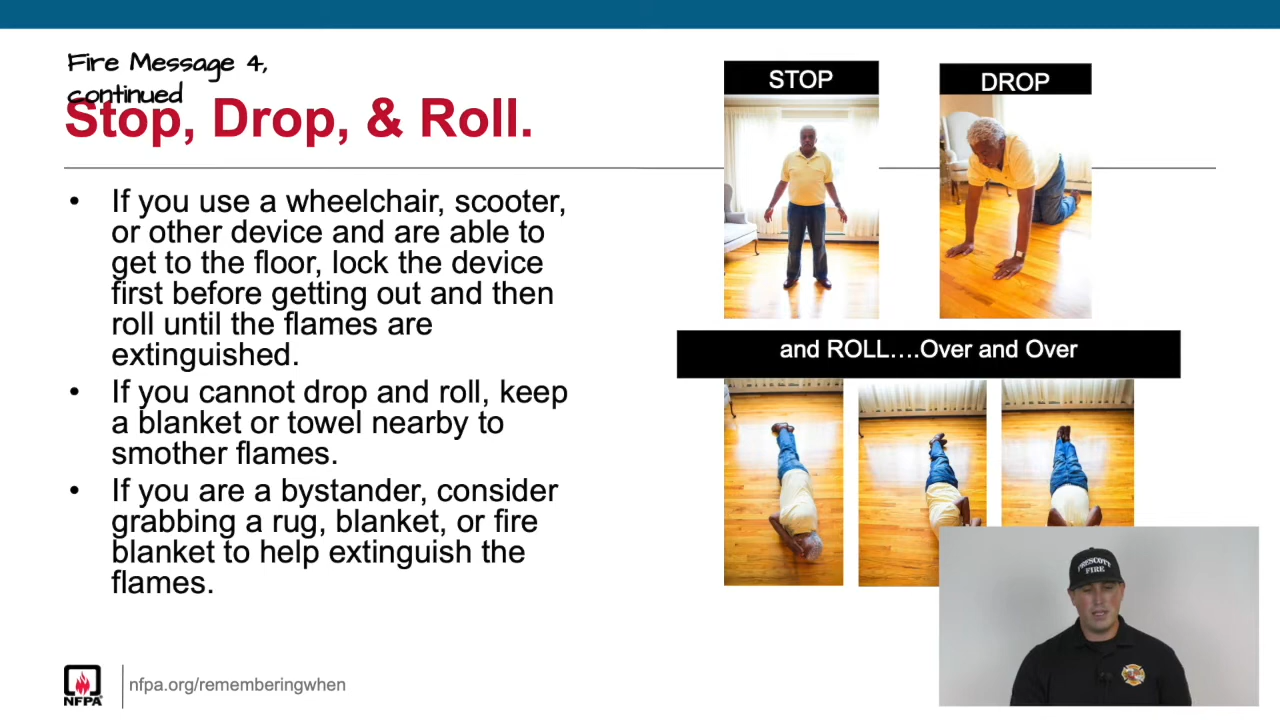 Fire Message 4,
continued
Stop, Drop, & Roll.
• If you use a wheelchair, scooter,
or other device and are able to
get to the floor, lock the device
first before getting out and then
roll until the flames are
extinguished.
• If you cannot drop and roll, keep
a blanket or towel nearby to
smother flames.
• If you are a bystander, consider
grabbing a rug, blanket, or fire
blanket to help extinguish the
flames.
STOP
DROP
and ROLL….Over and Over
PRESCOTT
FIRE
NFPA
nfpa.org/rememberingwhen